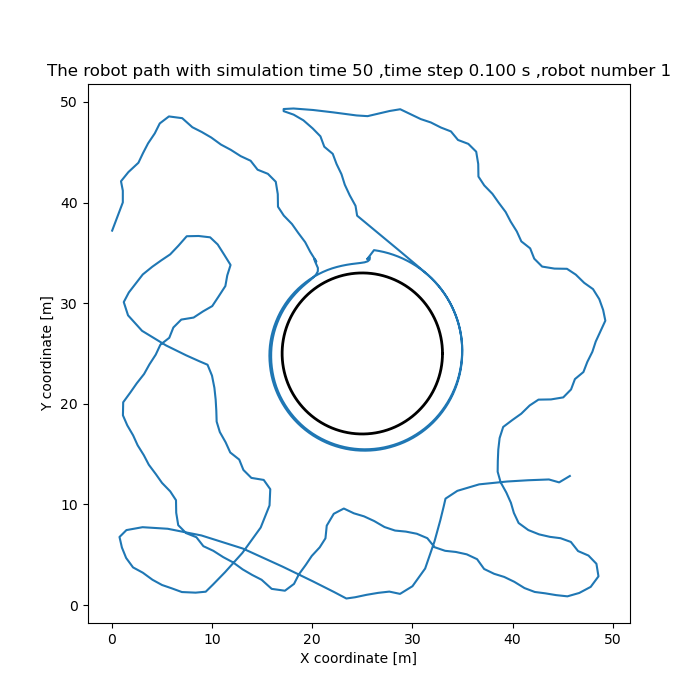 The robot path with simulation time 50 ,time step 0.100 s ,robot number 1
50
40
30
20
10
0
Y coordinate [m]
0 10 20 30 40 50
X coordinate [m]